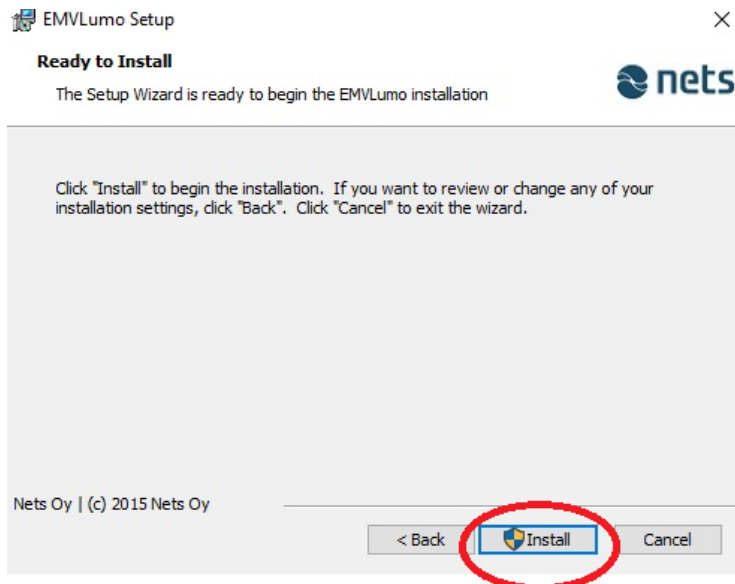 EMVLumo Setup
Ready to Install
The Setup Wizard is ready to begin the EMVLumo installation
nets
Click "Install" to begin the installation. If you want to review or change any of your
installation settings, click "Back". Click "Cancel" to exit the wizard.
Nets Oy | (c) 2015 Nets Oy
< Back Install Cancel